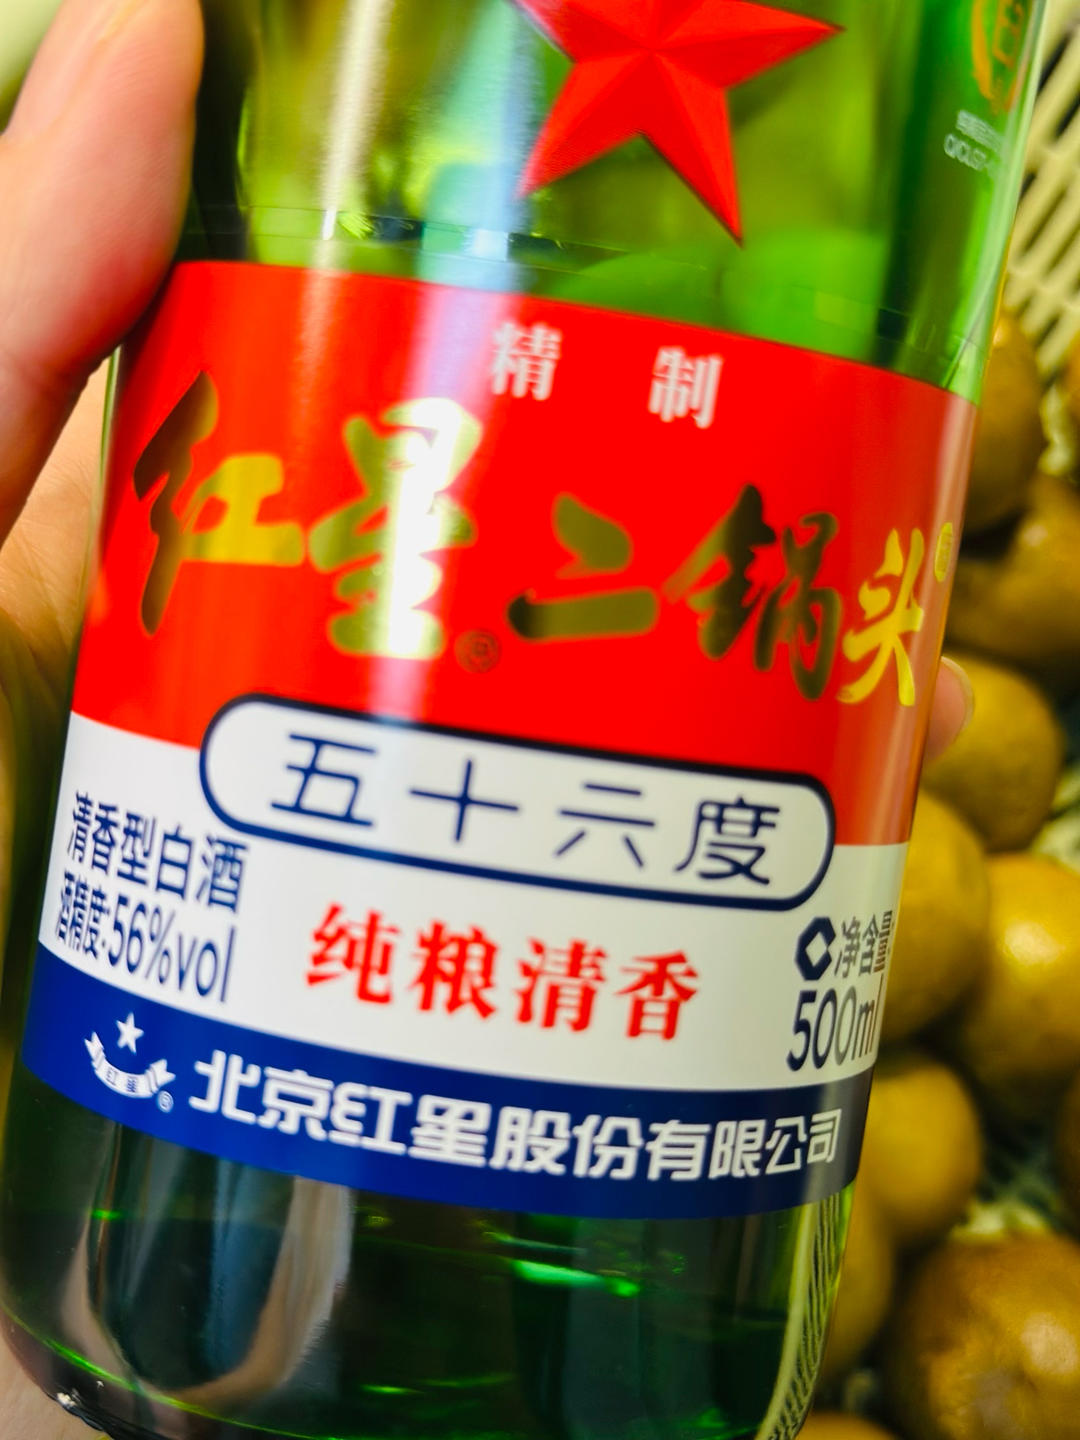 精制
红星二锅头
五十六度
清香型白酒
酒精度:56%vol
纯粮清香
净含量
500ml
红星
北京红星股份有限公司